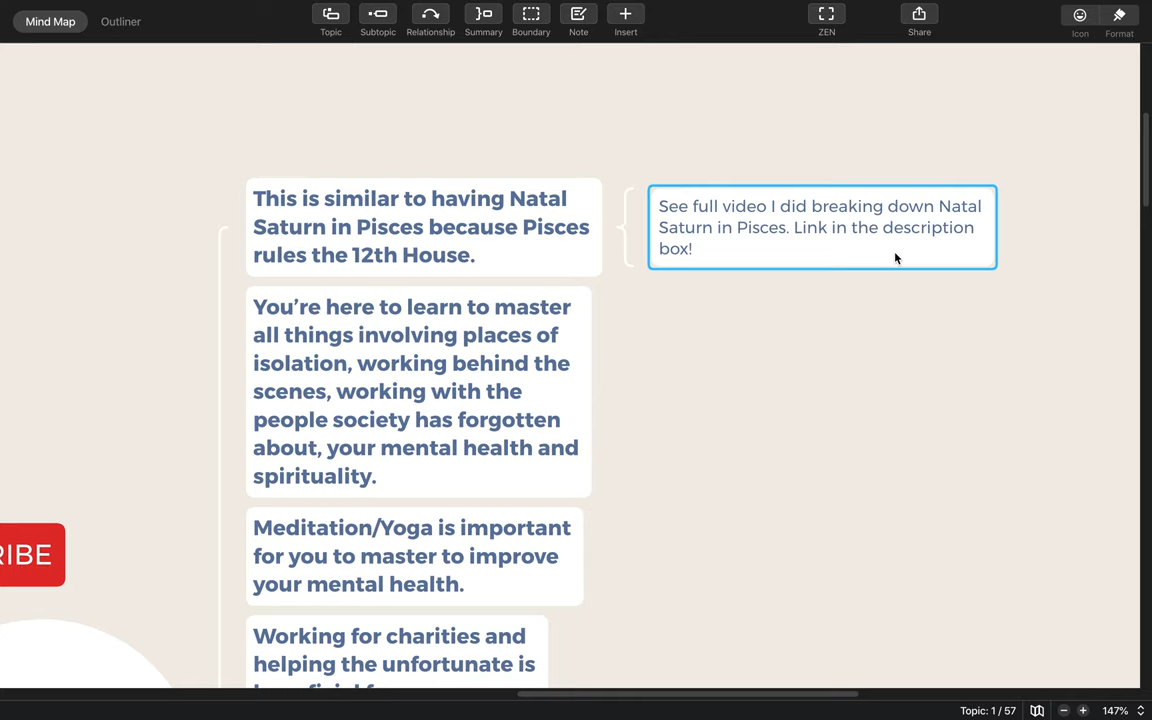 Mind Map
Outliner
Topic
Subtopic
Relationship
Summary
Boundary
Note
Insert
ZEN
Share
Icon
Format
This is similar to having Natal
Saturn in Pisces because Pisces
rules the 12th House.
See full video I did breaking down Natal
Saturn in Pisces. Link in the description
box!
You’re here to learn to master
all things involving places of
isolation, working behind the
scenes, working with the
people society has forgotten
about, your mental health and
spirituality.
RIBE
Meditation/Yoga is important
for you to master to improve
your mental health.
Working for charities and
helping the unfortunate is
Topic: 1 / 57
147%